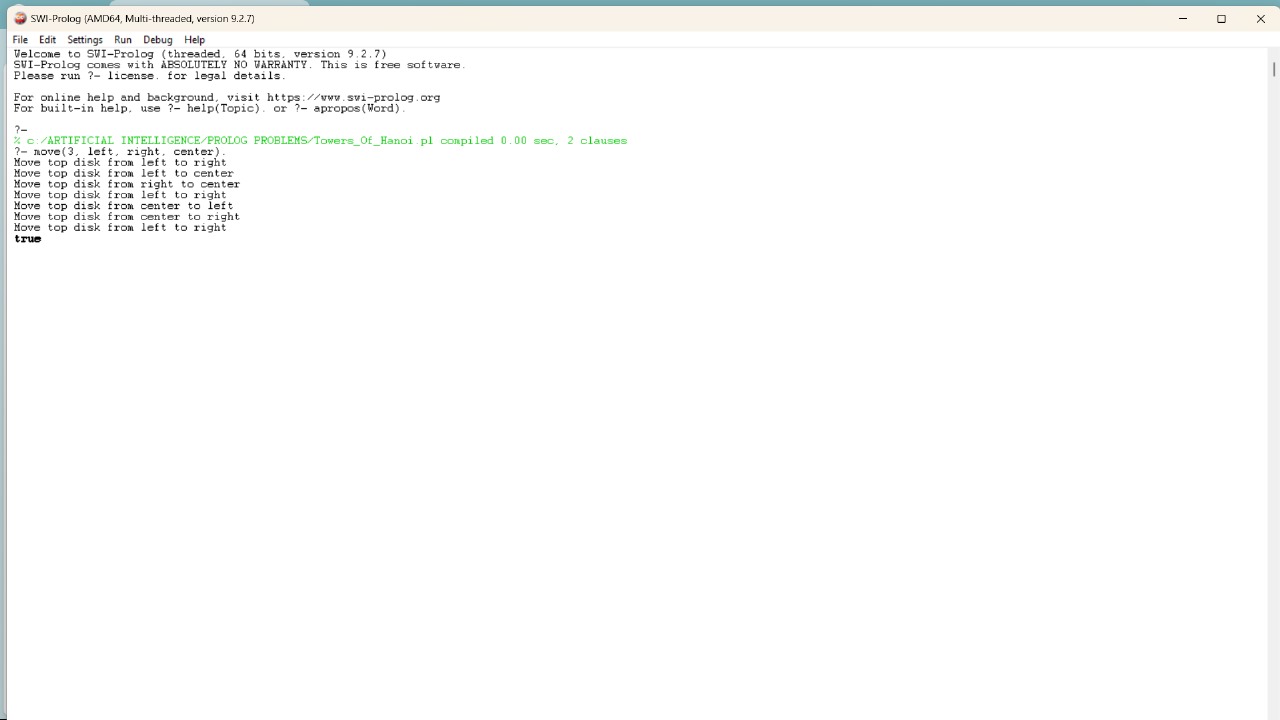 SWI-Prolog (AMD64, Multi-threaded, version 9.2.7)
File Edit Settings Run Debug Help
Welcome to SWI-Prolog (threaded, 64 bits, version 9.2.7)
SWI-Prolog comes with ABSOLUTELY NO WARRANTY. This is free software.
Please run ?- license. for legal details.
For online help and background, visit https://www.swi-prolog.org
For built-in help, use ?- help(Topic). or ?- apropos(Word).
?-
% c:/ARTIFICIAL INTELLIGENCE/PROLOG PROBLEMS/Towers_Of_Hanoi.pl compiled 0.00 sec, 2 clauses
?- move(3, left, right, center).
Move top disk from left to right
Move top disk from left to center
Move top disk from right to center
Move top disk from left to right
Move top disk from center to left
Move top disk from center to right
Move top disk from left to right
true